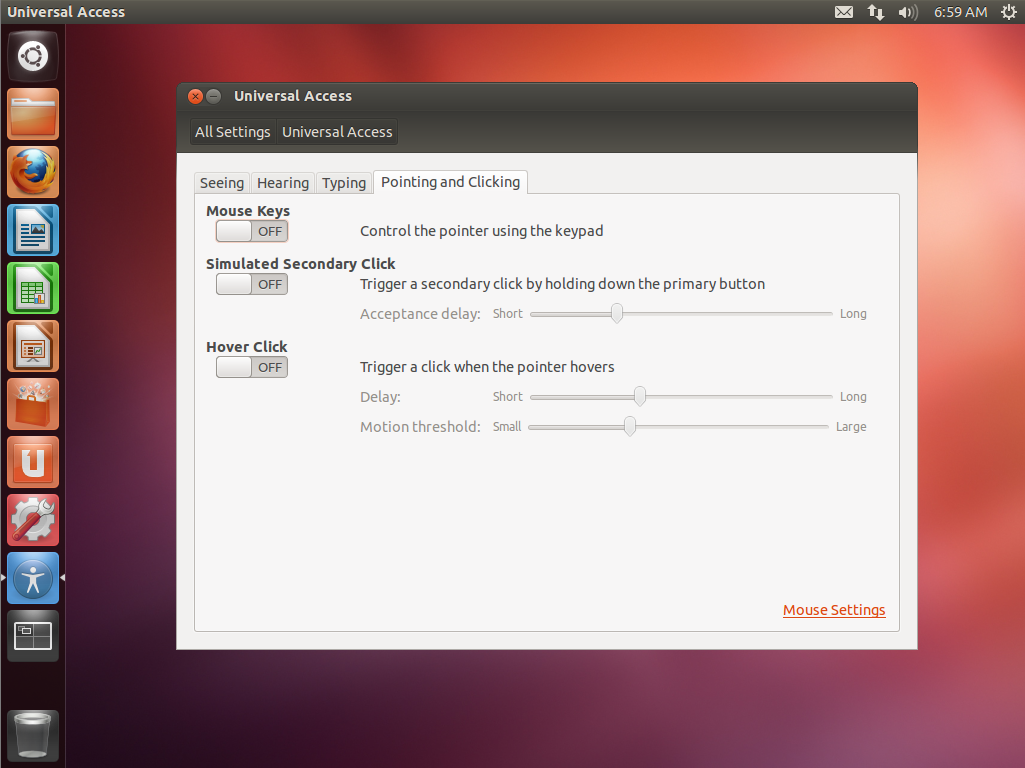 Universal Access 6:59 AM
Universal Access
All Settings Universal Access
Seeing Hearing Typing Pointing and Clicking
Mouse Keys
OFF Control the pointer using the keypad
Simulated Secondary Click
OFF Trigger a secondary click by holding down the primary button
Acceptance delay: Short Long
Hover Click
OFF Trigger a click when the pointer hovers
Delay: Short Long
Motion threshold: Small Large
Mouse Settings